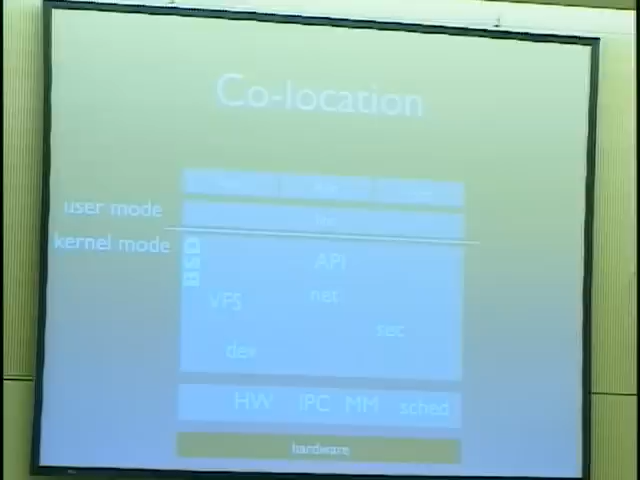 Co-location
user mode
kernel mode
BSD
API
VFS
net
sec
dev
HW IPC MM sched
hardware